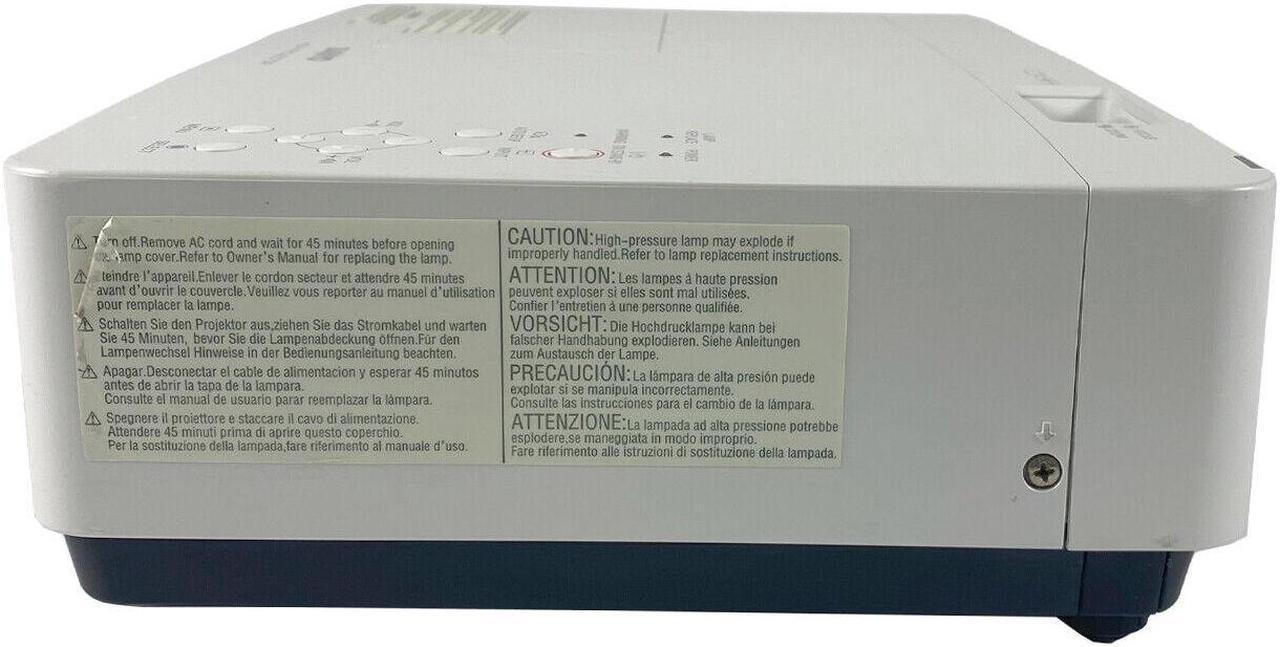 Turn off.Remove AC cord and wait for 45 minutes before opening
lamp cover.Refer to Owner's Manual for replacing the lamp.
teindre l'appareil.Enlever le cordon secteur et attendre 45 minutes
avant d'ouvrir le couvercle.Veuillez vous reporter au manuel d'utilisation
pour remplacer la lampe.
Schalten Sie den Projektor aus,ziehen Sie das Stromkabel und warten
Sie 45 Minuten, bevor Sie die Lampenabdeckung öffnen.Für den
Lampenwechsel Hinweise in der Bedienungsanleitung beachten.
Apagar.Desconectar el cable de alimentacion y esperar 45 minutos
antes de abrir la tapa de la lampara.
Consulte el manual de usuario parar reemplazar la làmpara.
Spegnere il proiettore e staccare il cavo di alimentazione.
Attendere 45 minuti prima di aprire questo coperchio.
Per la sostituzione della lampada,fare riferimento al manuale d'uso.
CAUTION:High-pressure lamp may explode if
improperly handled.Refer to lamp replacement instructions.
ATTENTION:Les lampes à haute pression
peuvent exploser si elles sont mal utilisées.
Confier l'entretien à une personne qualifiée.
VORSICHT:Die Hochdrucklampe kann bei
falscher Handhabung explodieren. Siehe Anleitungen
zum Austausch der Lampe.
PRECAUCIÓN:La lámpara de alta presión puede
explotar si se manipula incorrectamente.
Consulte las instrucciones para el cambio de la lámpara.
ATTENZIONE:La lampada ad alta pressione potrebbe
esplodere,se maneggiata in modo improprio.
Fare riferimento alle istruzioni di sostituzione della lampada.